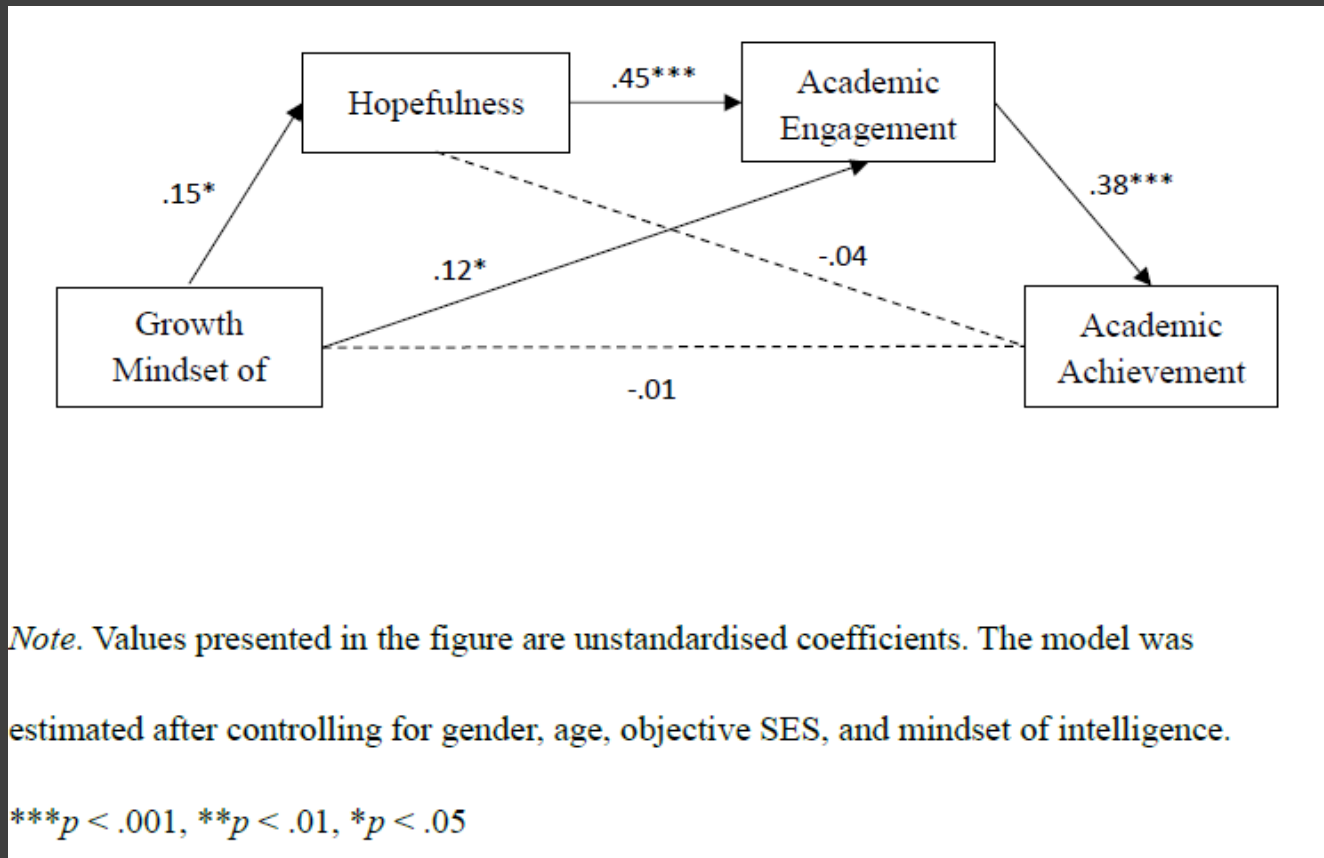 Hopefulness
.45***
Academic
Engagement
.15*
.38***
.12*
-.04
Growth
Mindset of
Academic
Achievement
-.01
Note. Values presented in the figure are unstandardised coefficients. The model was
estimated after controlling for gender, age, objective SES, and mindset of intelligence.
***p < .001, **p < .01, *p < .05